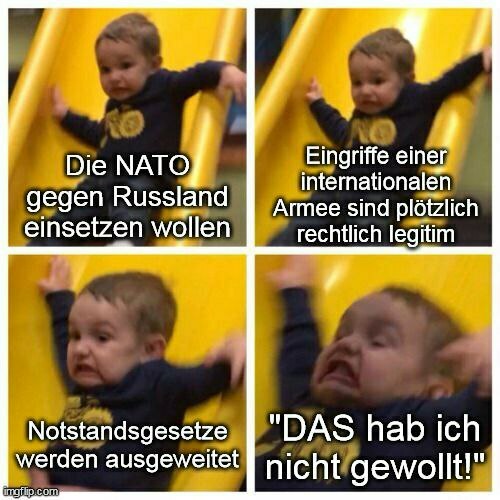 Die NATO
gegen Russland
einsetzen wollen
Eingriffe einer
internationalen
Armee sind plötzlich
rechtlich legitim
Notstandsgesetze
werden ausgeweitet
"DAS hab ich
nicht gewollt!"
imgflip.com